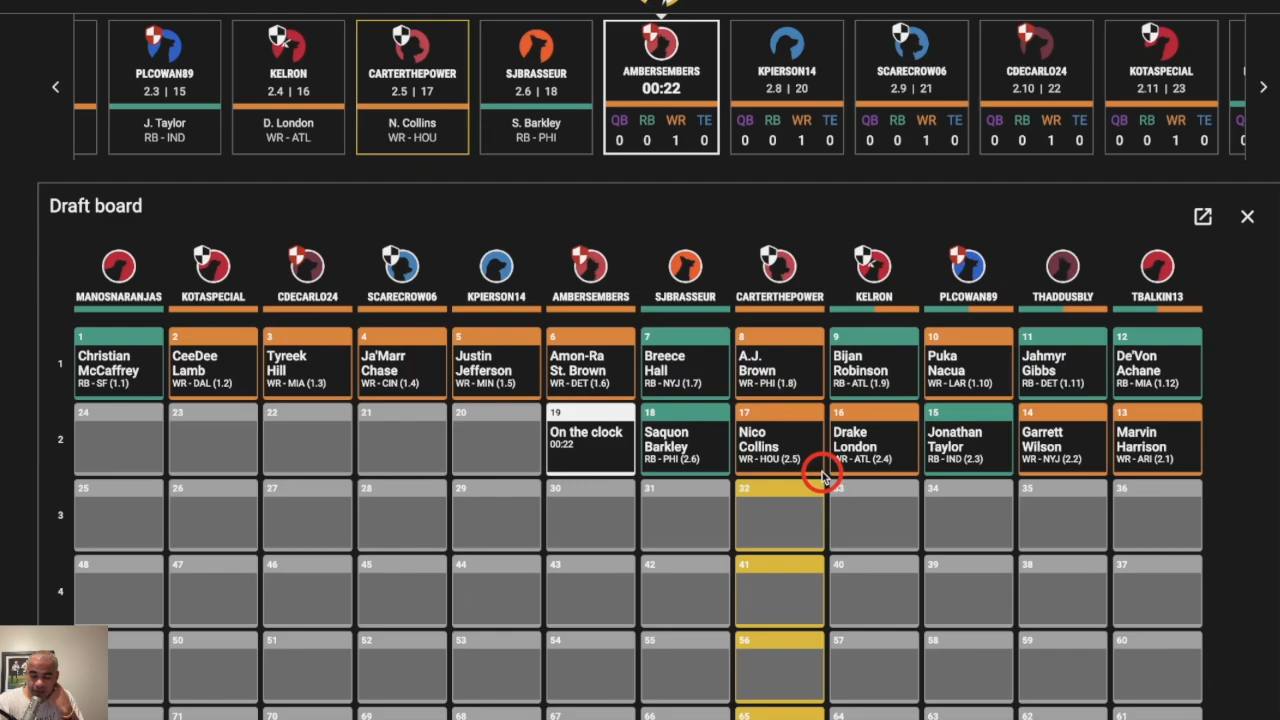 PLCOWAN89
2.3 | 15
J. Taylor
RB - IND
KELRON
2.4 | 16
D. London
WR - ATL
CARTERTHEPOWER
2.5 | 17
N. Collins
WR - HOU
SJBRASSEUR
2.6 | 18
S. Barkley
RB - PHI
AMBERSEMBERS
00:22
QB RB WR TE
0 0 1 0
KPIERSON14
2.8 | 20
QB RB WR TE
0 0 1 0
SCARECROW06
2.9 | 21
QB RB WR TE
0 0 1 0
CDECARLO24
2.10 | 22
QB RB WR TE
0 0 1 0
KOTASPECIAL
2.11 | 23
QB RB WR TE
0 0 1 0
Draft board
MANOSNARANJAS KOTASPECIAL CDECARLO24 SCARECROW06 KPIERSON14 AMBERSEMBERS SJBRASSEUR CARTERTHEPOWER KELRON PLCOWAN89 THADDUSBLY TBALKIN13
1
1
Christian
McCaffrey
RB - SF (1.1)
2
CeeDee
Lamb
WR - DAL (1.2)
3
Tyreek
Hill
WR - MIA (1.3)
4
Ja'Marr
Chase
WR - CIN (1.4)
5
Justin
Jefferson
WR - MIN (1.5)
6
Amon-Ra
St. Brown
WR - DET (1.6)
7
Breece
Hall
RB - NYJ (1.7)
8
A.J.
Brown
WR - PHI (1.8)
9
Bijan
Robinson
RB - ATL (1.9)
10
Puka
Nacua
WR - LAR (1.10)
11
Jahmyr
Gibbs
RB - DET (1.11)
12
De'Von
Achane
RB - MIA (1.12)
2
24
23
22
21
20
19
On the clock
00:22
18
Saquon
Barkley
RB - PHI (2.6)
17
Nico
Collins
WR - HOU (2.5)
16
Drake
London
WR - ATL (2.4)
15
Jonathan
Taylor
RB - IND (2.3)
14
Garrett
Wilson
WR - NYJ (2.2)
13
Marvin
Harrison
WR - ARI (2.1)
3
25 26 27 28 29 30 31 32 33 34 35 36
4
48 47 46 45 44 43 42 41 40 39 38 37
50 51 52 53 54 55 56 57 58 59 60
71 70 69 68 67 66 65 64 63 62 61